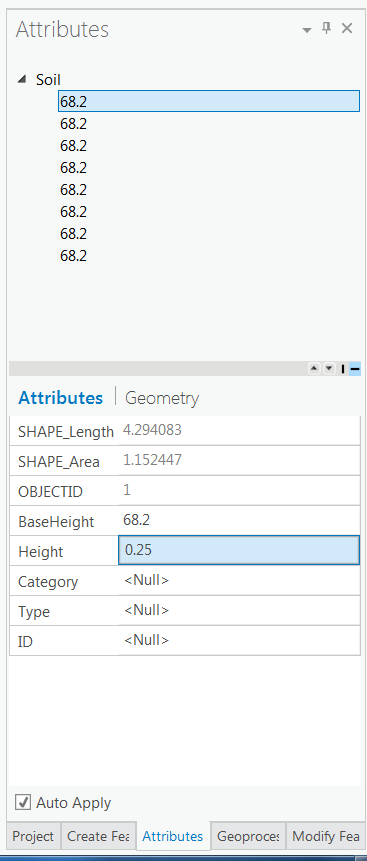 Attributes
Soil
68.2
68.2
68.2
68.2
68.2
68.2
68.2
68.2
Attributes Geometry
SHAPE_Length 4.294083
SHAPE_Area 1.152447
OBJECTID 1
BaseHeight 68.2
Height 0.25
Category <Null>
Type <Null>
ID <Null>
Auto Apply
Project Create Fea Attributes Geoproces Modify Fea